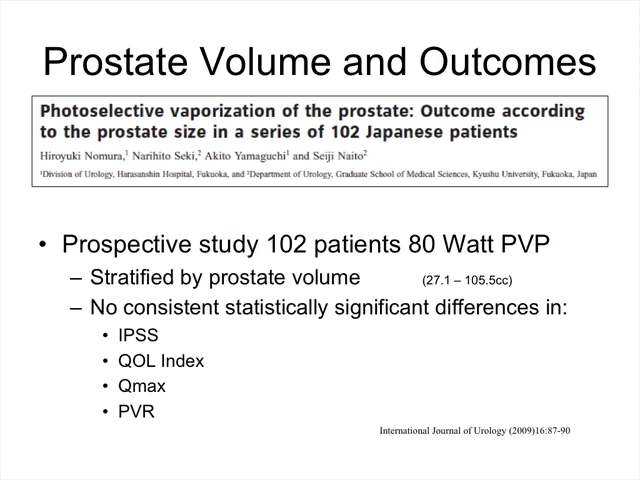 Prostate Volume and Outcomes
Photoselective vaporization of the prostate: Outcome according
to the prostate size in a series of 102 Japanese patients
Hiroyuki Nomura,¹ Narihito Seki,² Akito Yamaguchi¹ and Seiji Naito²
¹Division of Urology, Harasanshin Hospital, Fukuoka, and ²Department of Urology, Graduate School of Medical Sciences, Kyushu University, Fukuoka, Japan
• Prospective study 102 patients 80 Watt PVP
– Stratified by prostate volume (27.1 – 105.5cc)
– No consistent statistically significant differences in:
• IPSS
• QOL Index
• Qmax
• PVR
International Journal of Urology (2009)16:87-90